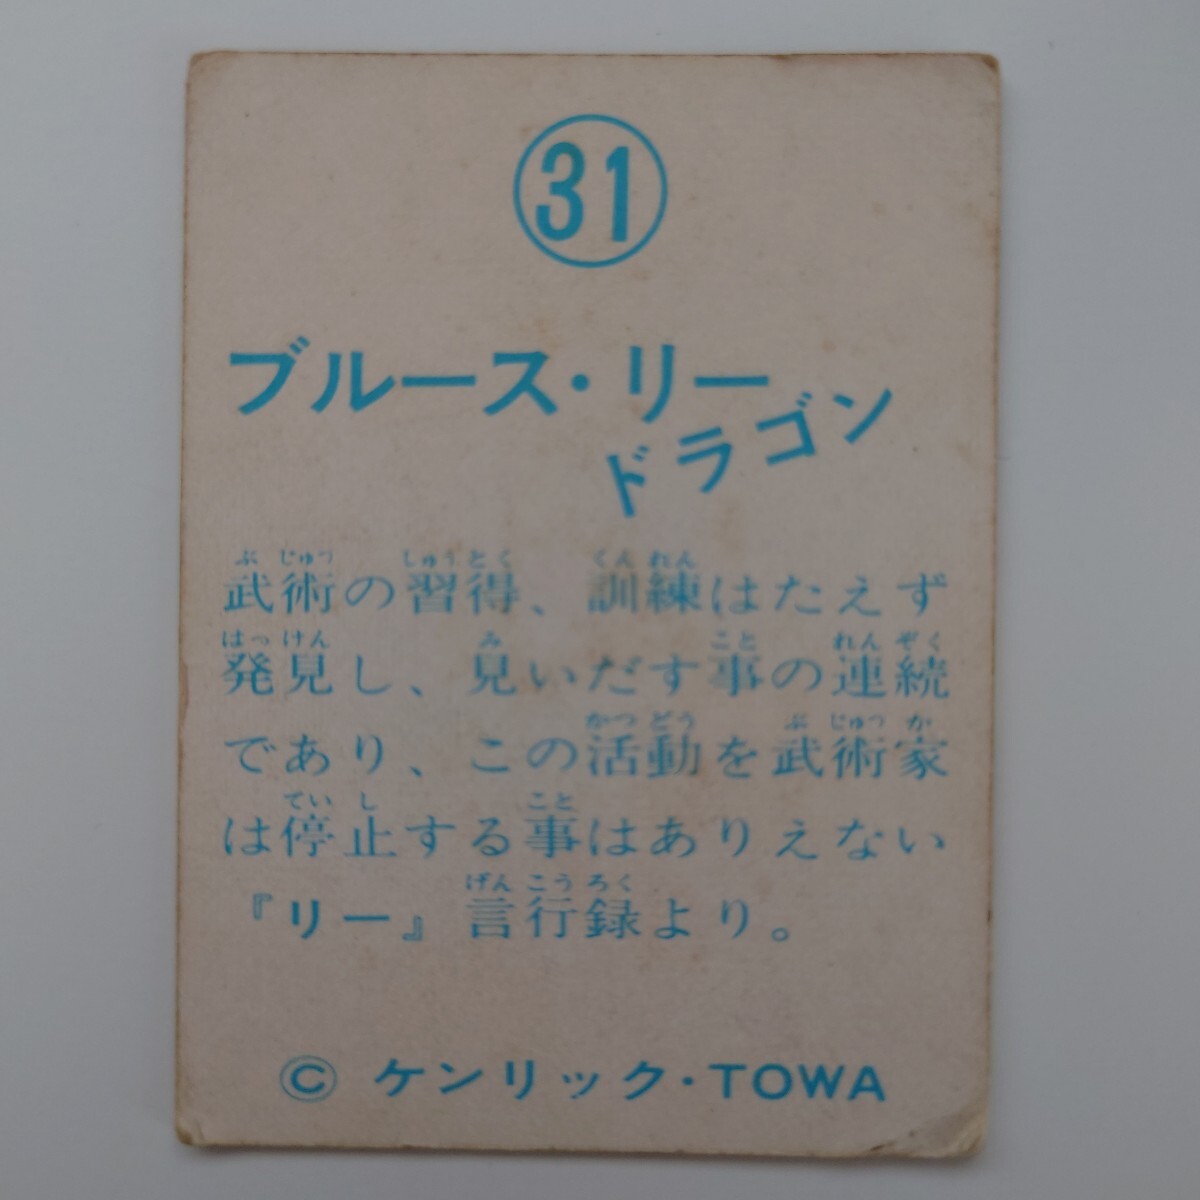 31
ブルース・リー
ドラゴン
武術の習得、訓練はたえず
発見し、見いだす事の連続
であり、この活動を武術家
は停止する事はありえない
『リー』言行録より。
© ケンリック・TOWA